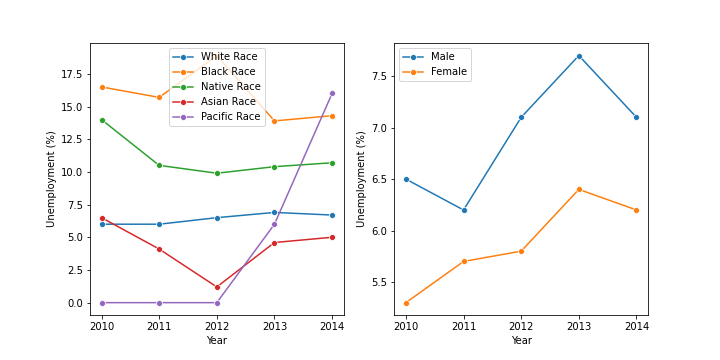 White Race
Black Race
Native Race
Asian Race
Pacific Race
17.5
15.0
12.5
10.0
7.5
5.0
2.5
0.0
Unemployment (%)
2010 2011 2012 2013 2014
Year
Male
Female
7.5
7.0
6.5
6.0
5.5
Unemployment (%)
2010 2011 2012 2013 2014
Year